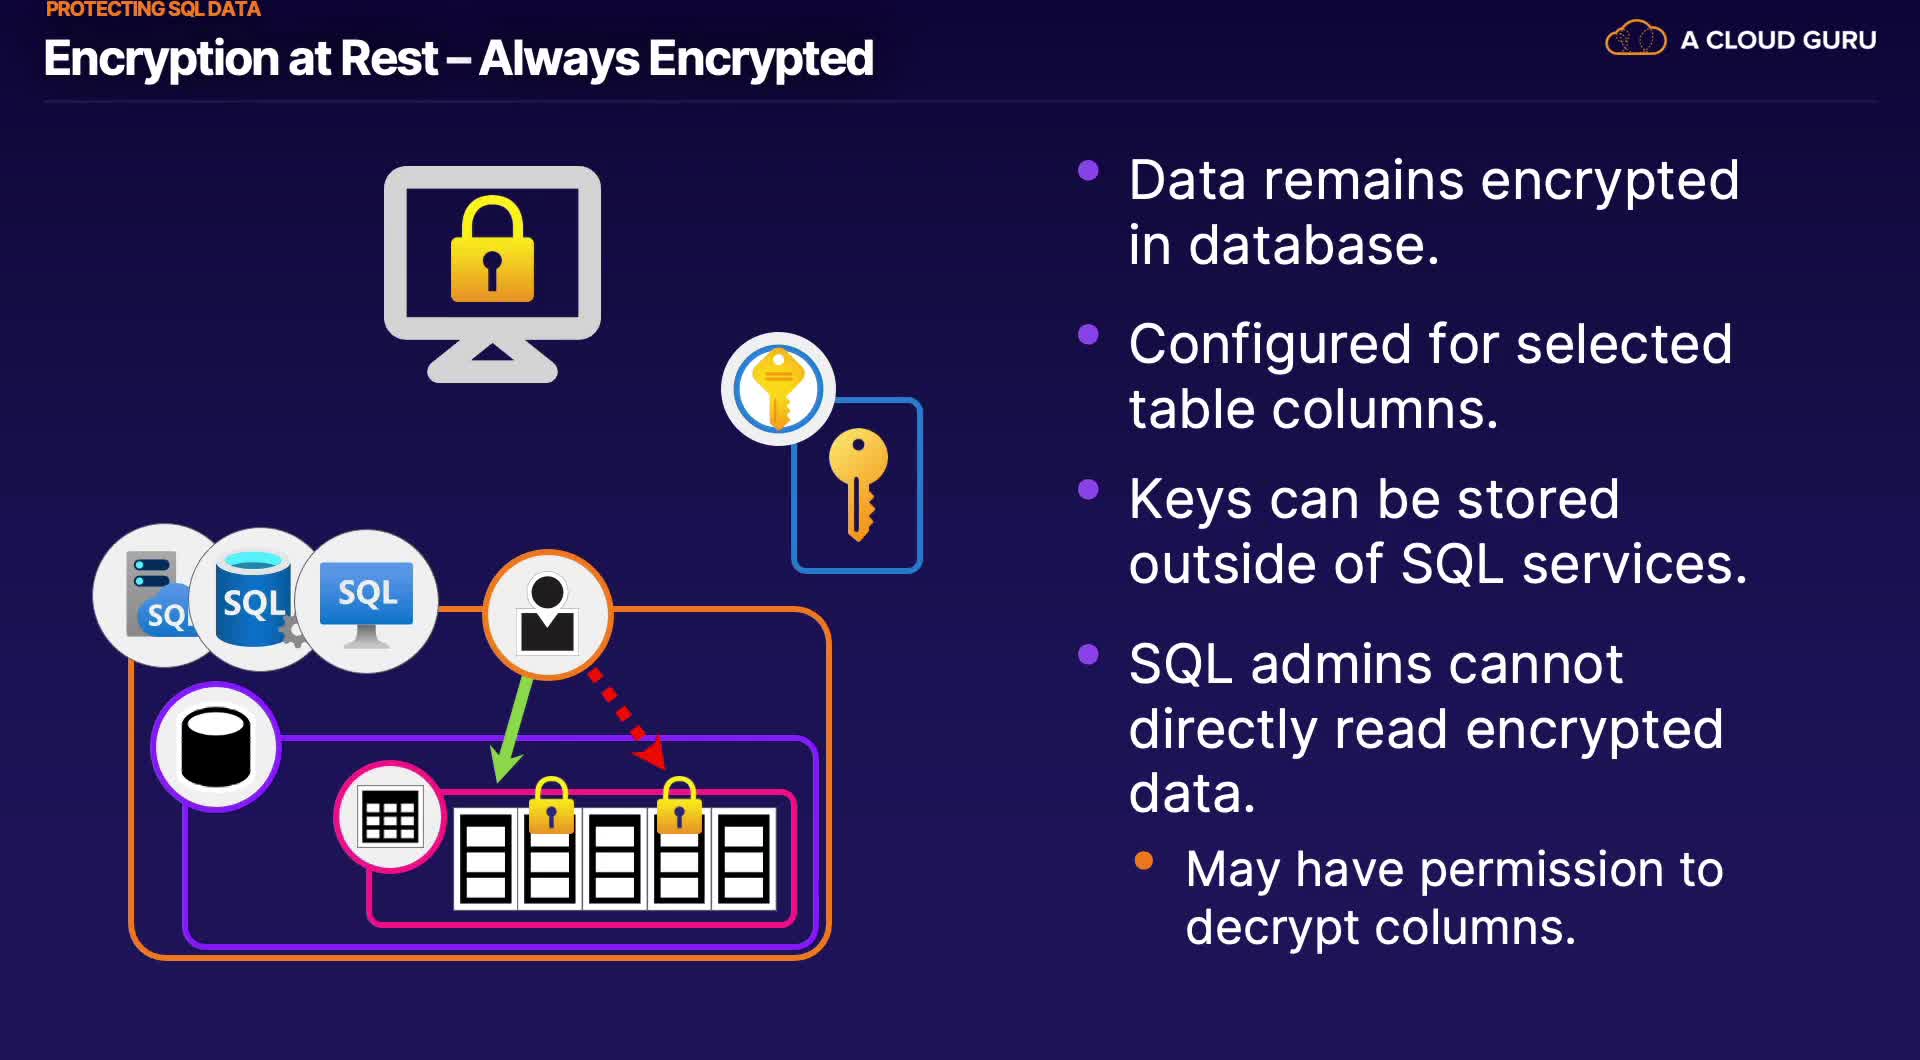 PROTECTING SQL DATA
Encryption at Rest – Always Encrypted
A CLOUD GURU
Data remains encrypted
in database.
Configured for selected
table columns.
Keys can be stored
outside of SQL services.
SQL admins cannot
directly read encrypted
data.
May have permission to
decrypt columns.
SQL
SQL
SQL